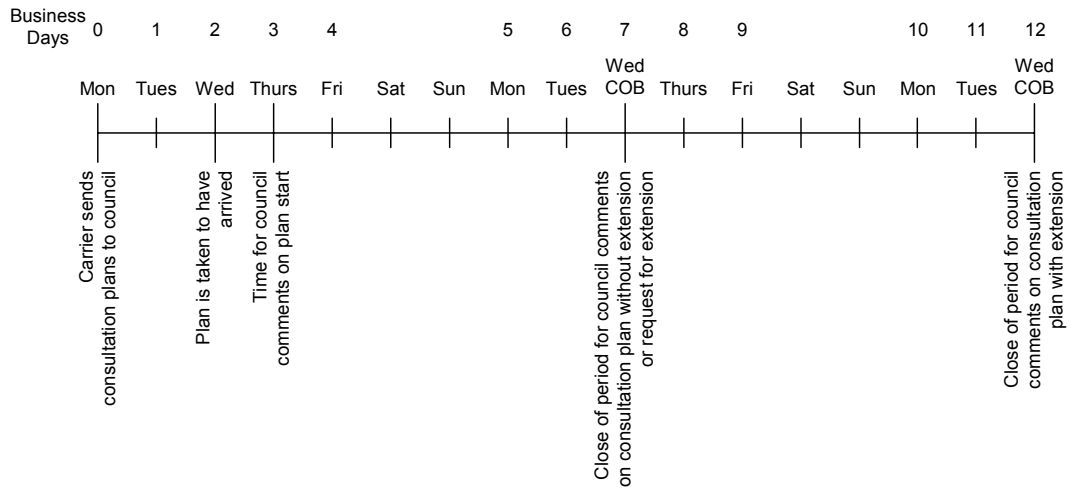 Business
Days
0 1 2 3 4 5 6 7 8 9 10 11 12
Mon Tues Wed Thurs Fri Sat Sun Mon Tues Wed
COB Thurs Fri Sat Sun Mon Tues Wed
COB
Carrier sends
consultation plans to council
Plan is taken to have
arrived
Time for council
comments on plan start
Close of period for council comments
on consultation plan without extension
or request for extension
Close of period for council
comments on consultation
plan with extension